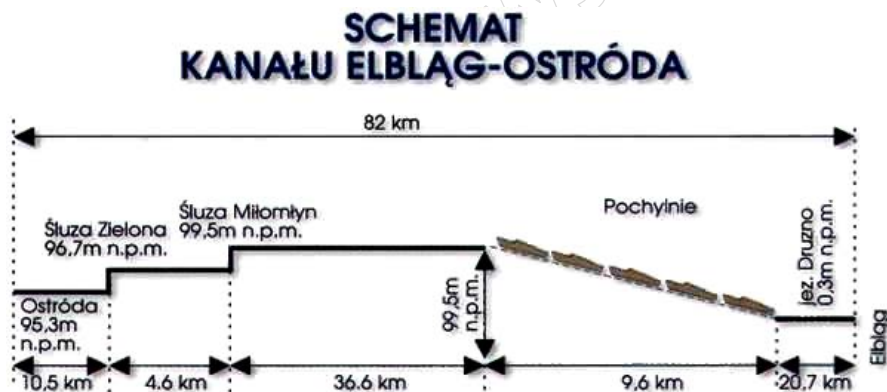 SCHEMAT
KANAŁU ELBLĄG-OSTRÓDA
82 km
Śluza Zielona
96,7m n.p.m.
Śluza Miłomłyn
99,5m n.p.m.
Pochylnie
Ostróda
95,3m
n.p.m.
99,5m
n.p.m.
jez. Druzno
0,3m n.p.m.
Elbląg
10,5 km
4.6 km
36.6 km
9,6 km
20,7 km